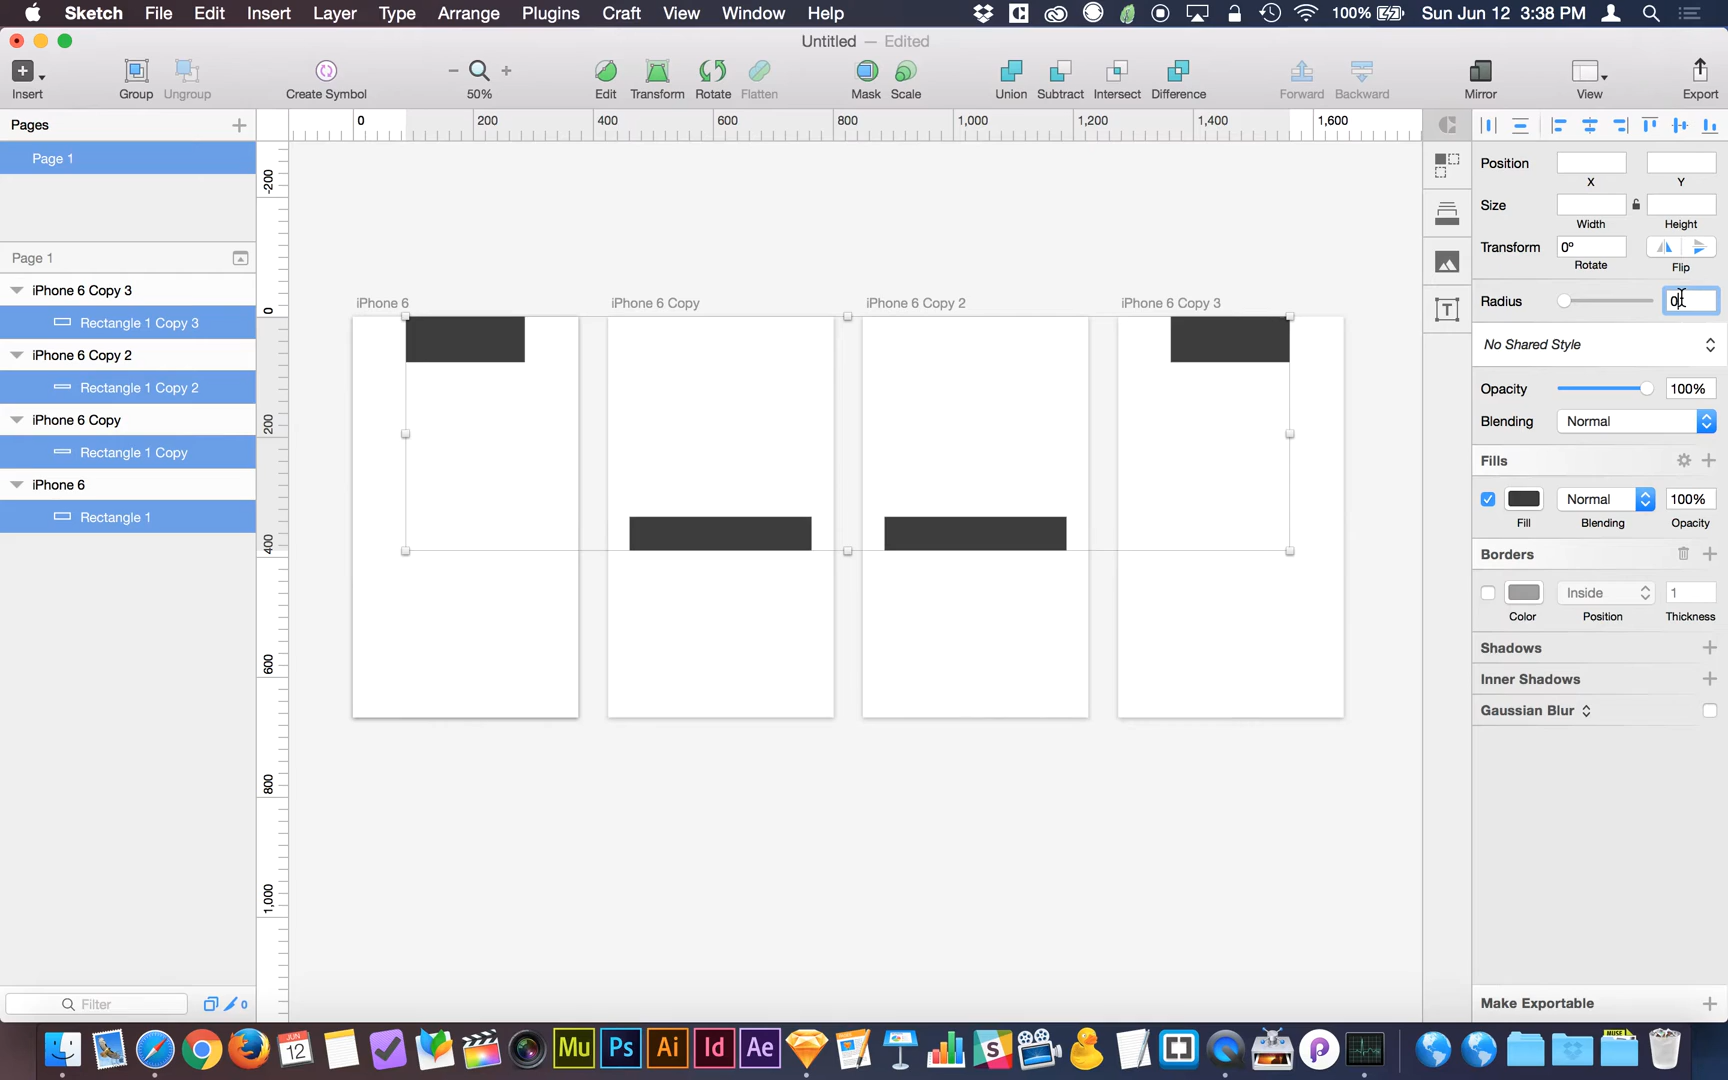 Sketch File Edit Insert Layer Type Arrange Plugins Craft View Window Help 100% Sun Jun 12 3:38 PM
Untitled — Edited
Insert Group Ungroup Create Symbol 50% Edit Transform Rotate Flatten Mask Scale Union Subtract Intersect Difference Forward Backward Mirror View Export
Pages
0 200 400 600 800 1,000 1,200 1,400 1,600
Page 1
Page 1
iPhone 6 Copy 3
Rectangle 1 Copy 3
iPhone 6 Copy 2
Rectangle 1 Copy 2
iPhone 6 Copy
Rectangle 1 Copy
iPhone 6
Rectangle 1
Filter 0
-200
0
200
400
600
800
1,000
iPhone 6 iPhone 6 Copy iPhone 6 Copy 2 iPhone 6 Copy 3
T
Position
X Y
Size
Width Height
Transform 0º
Rotate Flip
Radius 0
No Shared Style
Opacity 100%
Blending Normal
Fills
Normal 100%
Fill Blending Opacity
Borders
Inside 1
Color Position Thickness
Shadows
Inner Shadows
Gaussian Blur
Make Exportable
JUN
12
Mu Ps Ai Id Ae
S
MUSE